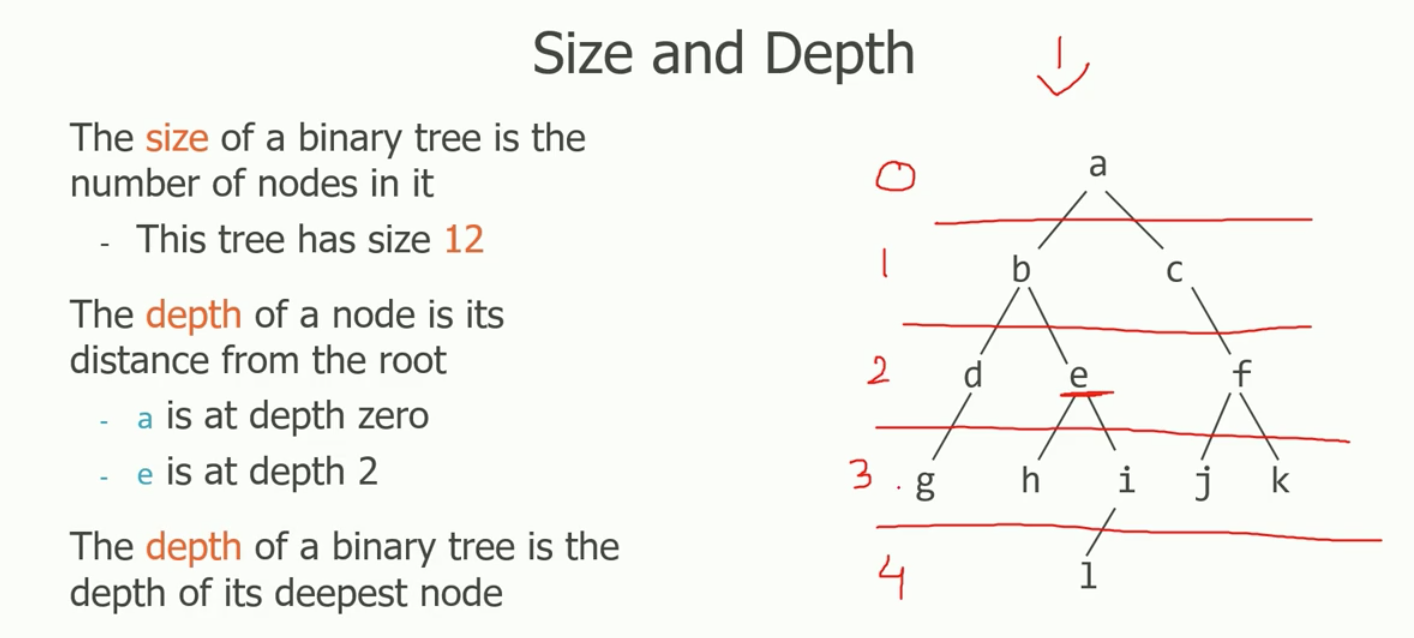 Size and Depth
The size of a binary tree is the
number of nodes in it
- This tree has size 12
The depth of a node is its
distance from the root
- a is at depth zero
- e is at depth 2
The depth of a binary tree is the
depth of its deepest node
0 a
1 b c
2 d e f
3 . g h i j k
4 l